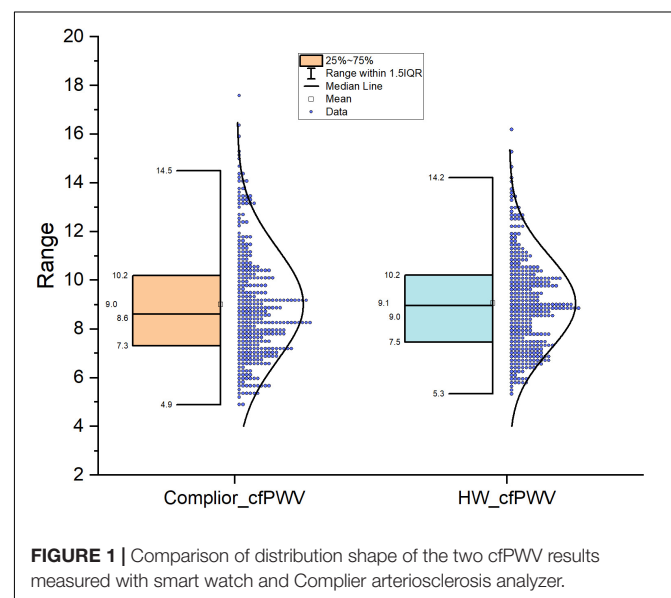 20
18
16
14
12
10
8
6
4
2
Range
25%~75%
Range within 1.5IQR
Median Line
Mean
Data
14.5
10.2
9.0
8.6
7.3
4.9
14.2
10.2
9.1
9.0
7.5
5.3
Complior_cfPWV HW_cfPWV
FIGURE 1 | Comparison of distribution shape of the two cfPWV results
measured with smart watch and Complier arteriosclerosis analyzer.